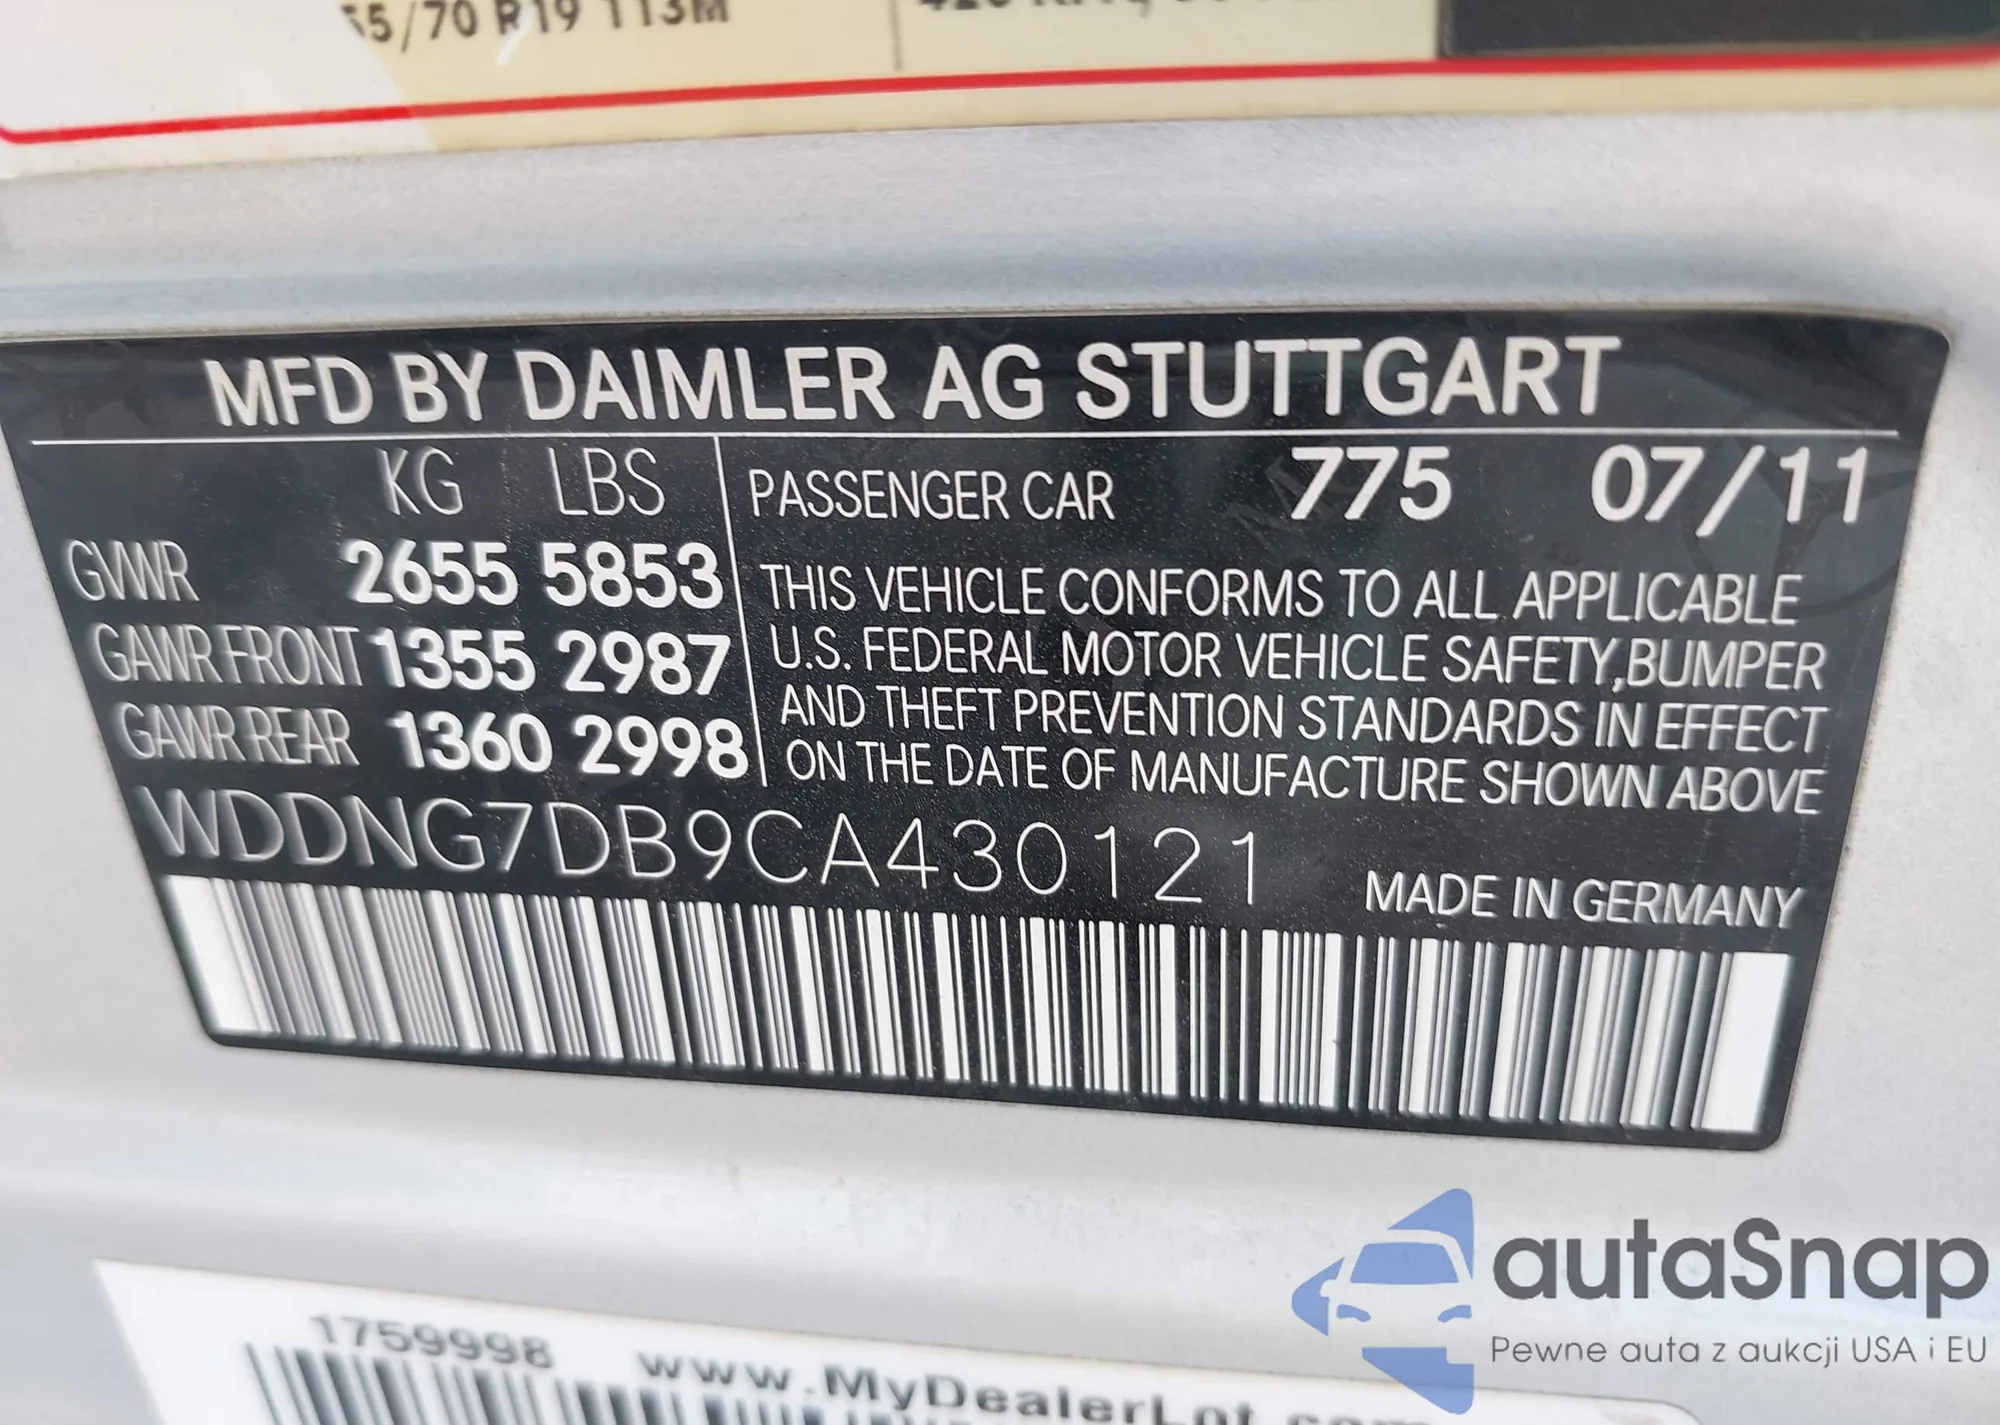 55/70 R19 113M
MFD BY DAIMLER AG STUTTGART
KG LBS
GVWR 2655 5853
GAWR FRONT 1355 2987
GAWR REAR 1360 2998
PASSENGER CAR 775 07/11
THIS VEHICLE CONFORMS TO ALL APPLICABLE
U.S. FEDERAL MOTOR VEHICLE SAFETY,BUMPER
AND THEFT PREVENTION STANDARDS IN EFFECT
ON THE DATE OF MANUFACTURE SHOWN ABOVE
WDDNG7DB9CA430121
MADE IN GERMANY
1759998
www.MyDealerLot.com
autaSnap
Pewne auta z aukcji USA i EU